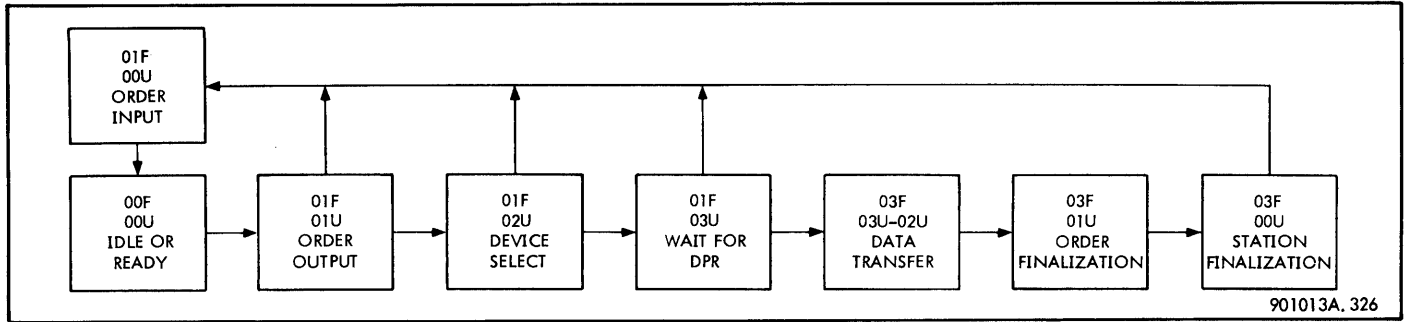 01F
00U
ORDER
INPUT
00F
00U
IDLE OR
READY
01F
01U
ORDER
OUTPUT
01F
02U
DEVICE
SELECT
01F
03U
WAIT FOR
DPR
03F
03U-02U
DATA
TRANSFER
03F
01U
ORDER
FINALIZATION
03F
00U
STATION
FINALIZATION
901013A. 326